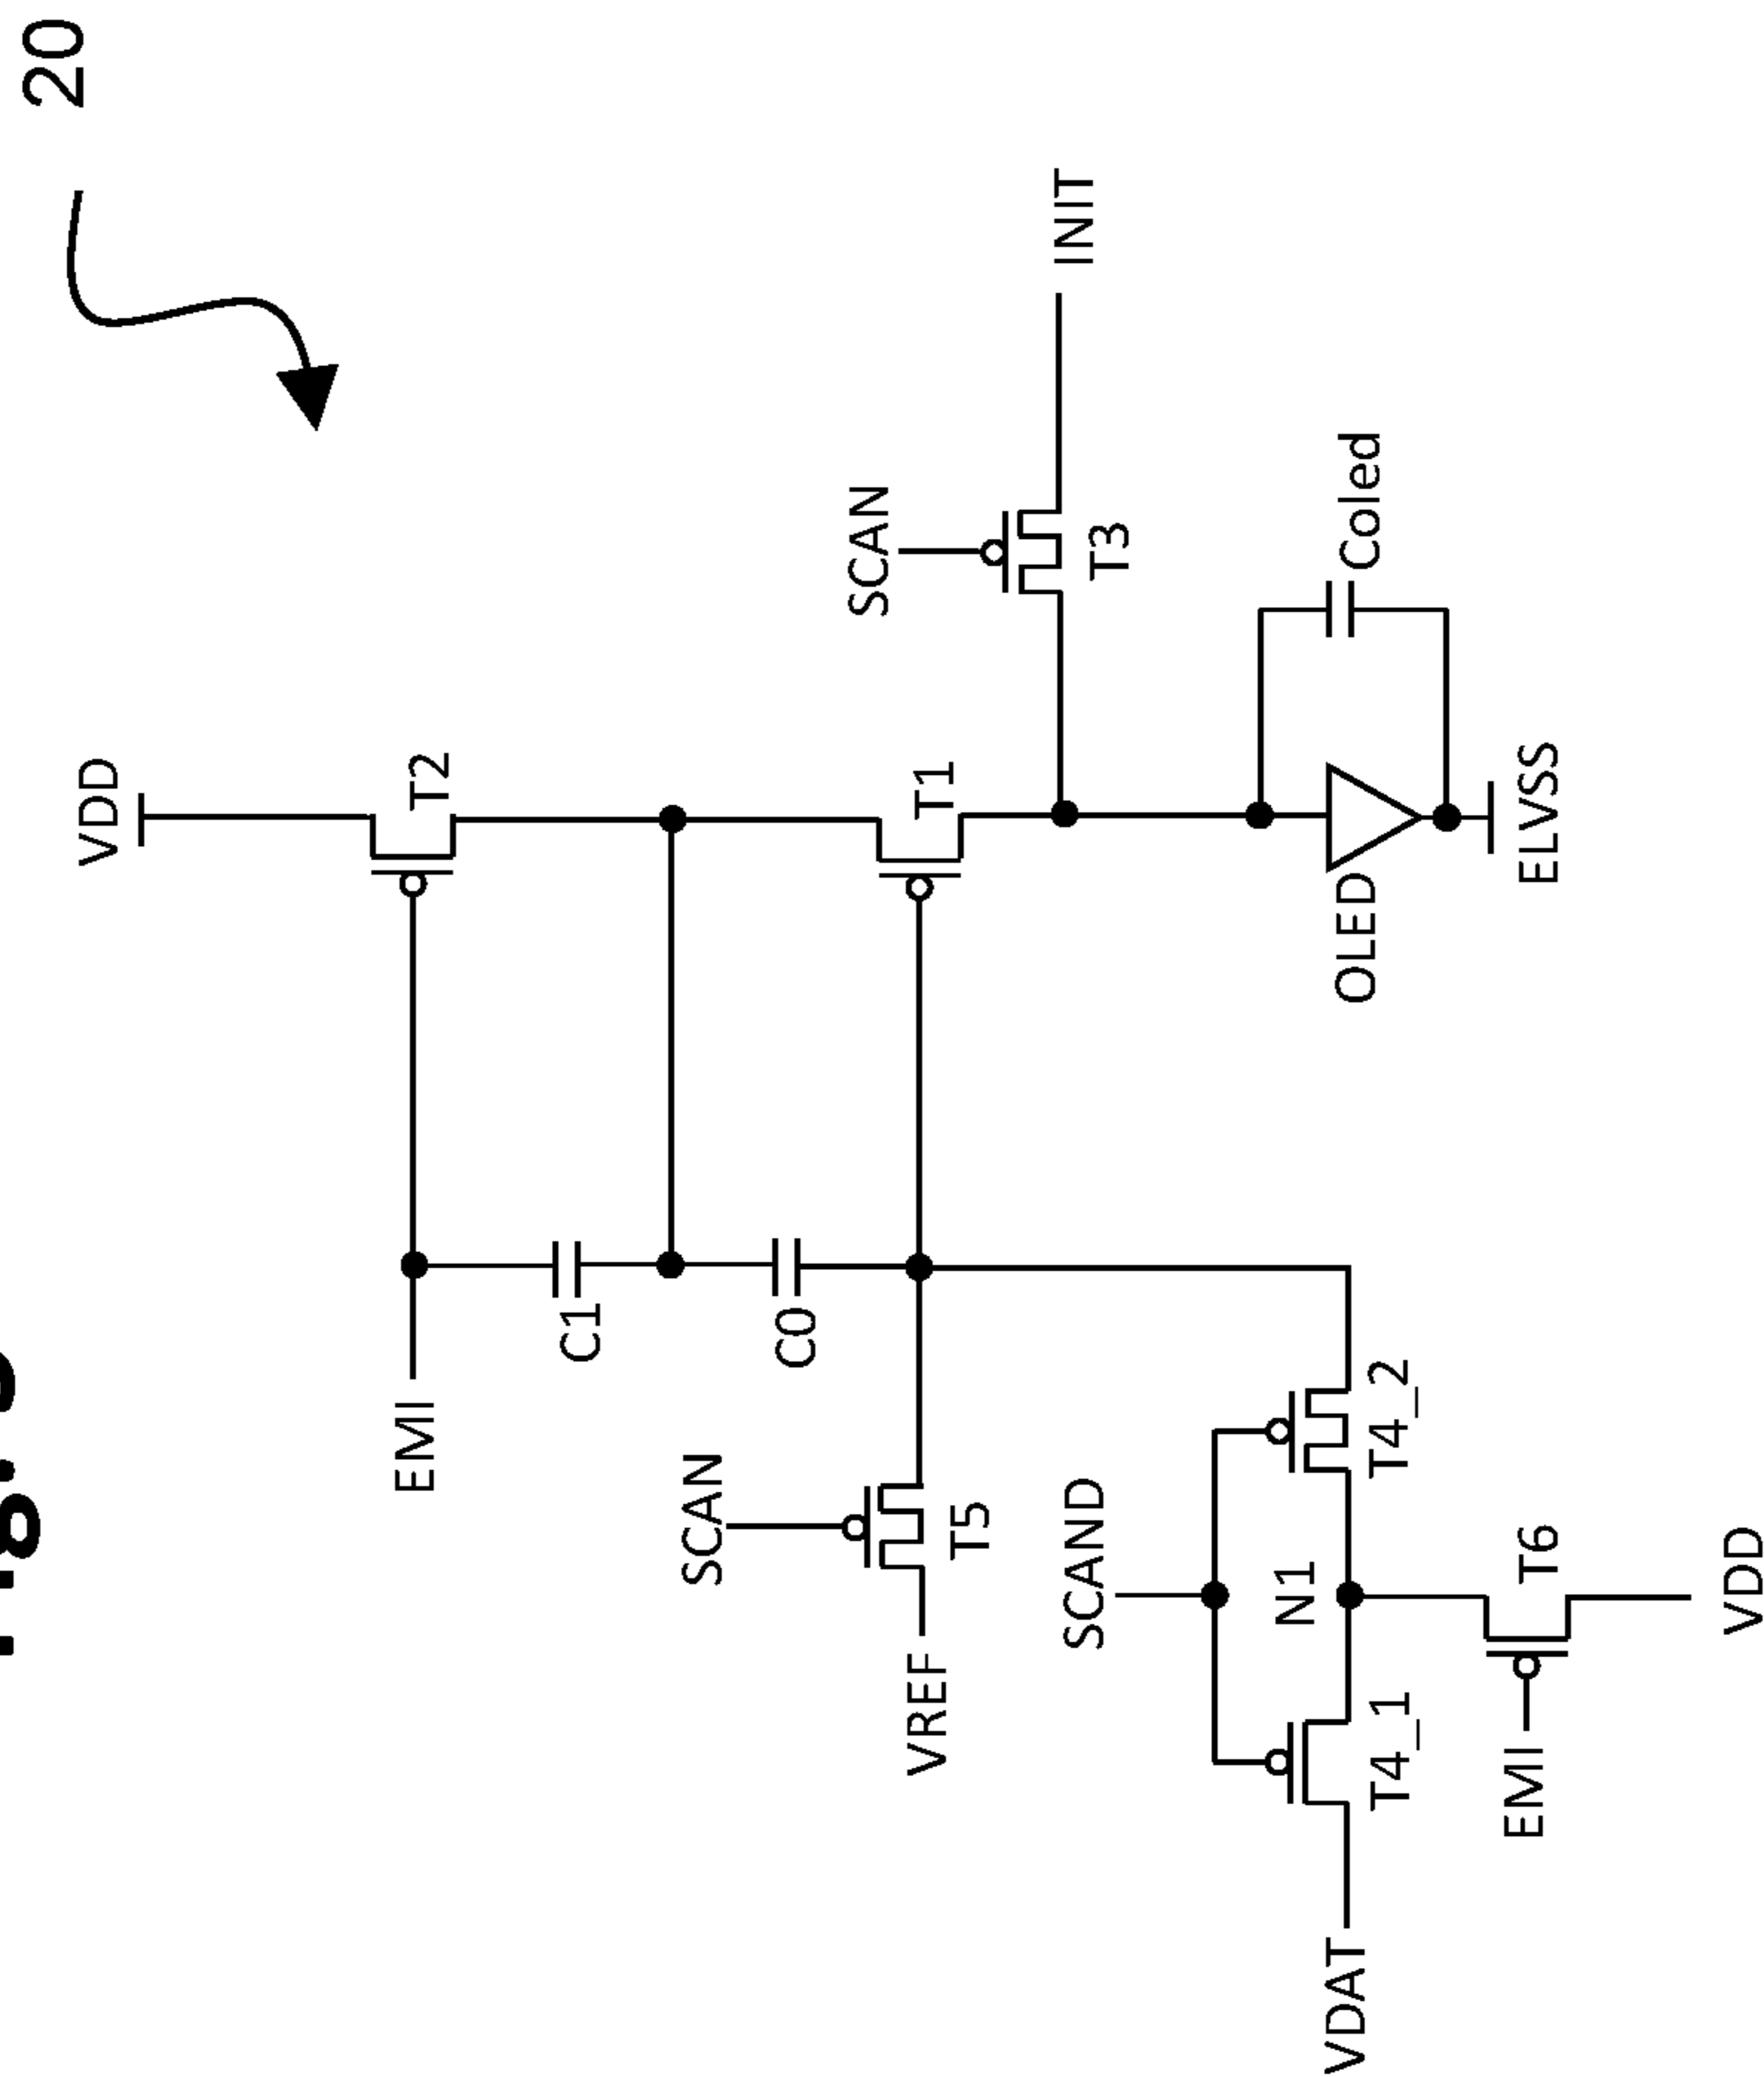 20
VDD
T2
EMI
C1
C0
SCAN
T5
VREF
T1
SCAN
T3
INIT
SCAND
N1
T4_1
T4_2
VDAT
EMI
T6
VDD
OLED
Coled
ELVSS